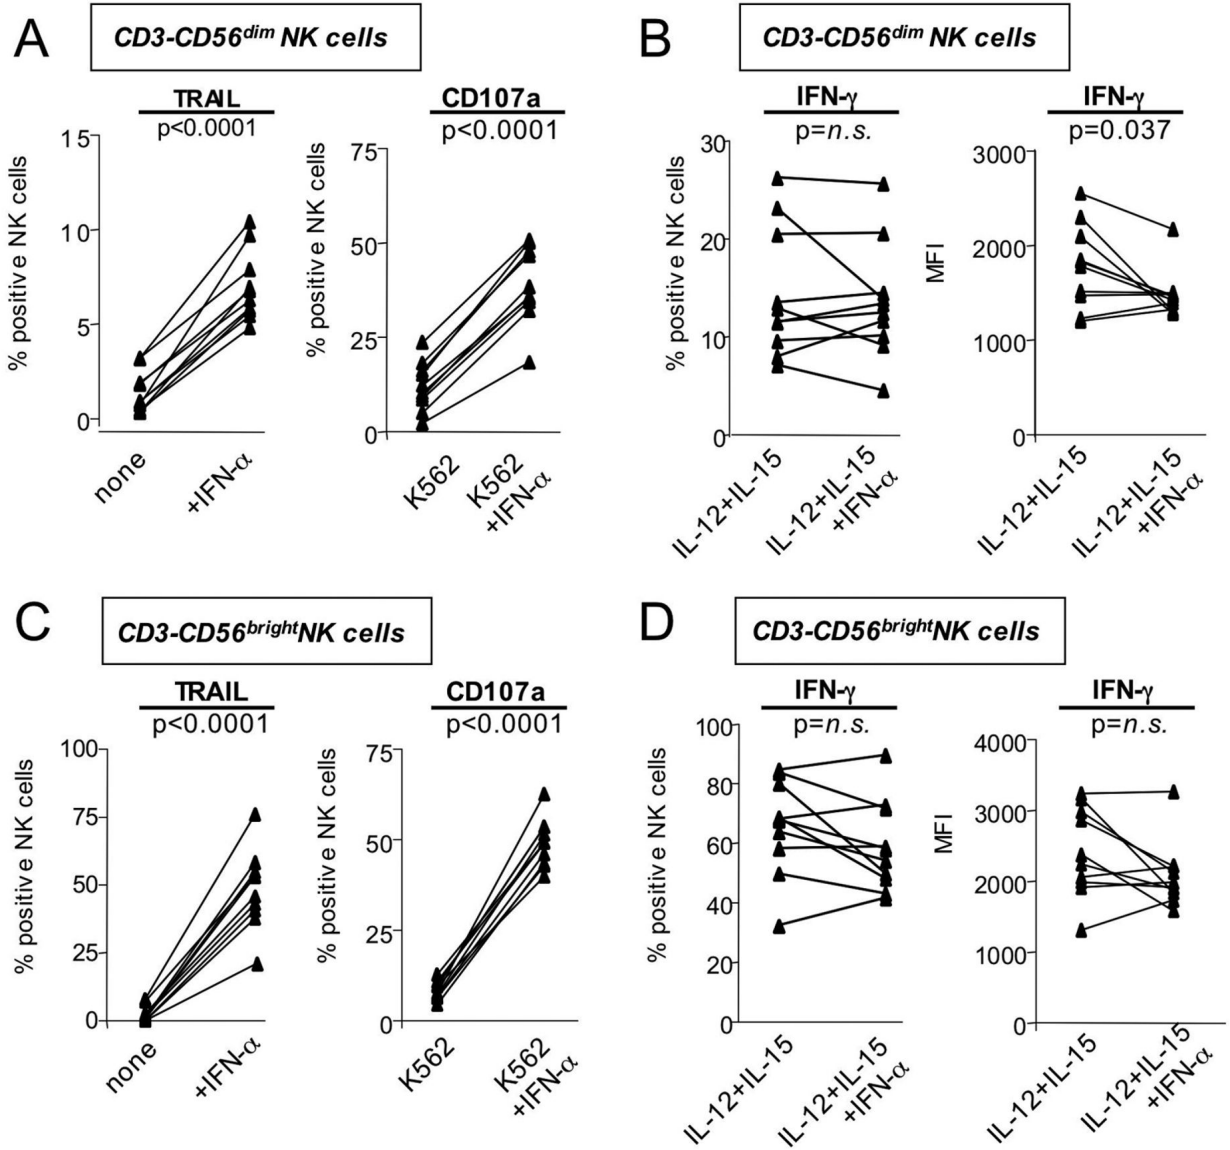 A
CD3-CD56dim NK cells
TRAIL
p<0.0001
% positive NK cells
15
10
5
0
none
+IFN-α
CD107a
p<0.0001
% positive NK cells
75
50
25
0
K562
K562
+IFN-α
B
CD3-CD56dim NK cells
IFN-γ
p=n.s.
% positive NK cells
30
20
10
0
IL-12+IL-15
IL-12+IL-15
+IFN-α
IFN-γ
p=0.037
MFI
3000
2000
1000
0
IL-12+IL-15
IL-12+IL-15
+IFN-α
C
CD3-CD56brightNK cells
TRAIL
p<0.0001
% positive NK cells
100
75
50
25
0
none
+IFN-α
CD107a
p<0.0001
% positive NK cells
75
50
25
0
K562
K562
+IFN-α
D
CD3-CD56brightNK cells
IFN-γ
p=n.s.
% positive NK cells
100
80
60
40
20
0
IL-12+IL-15
IL-12+IL-15
+IFN-α
IFN-γ
p=n.s.
MFI
4000
3000
2000
1000
0
IL-12+IL-15
IL-12+IL-15
+IFN-α